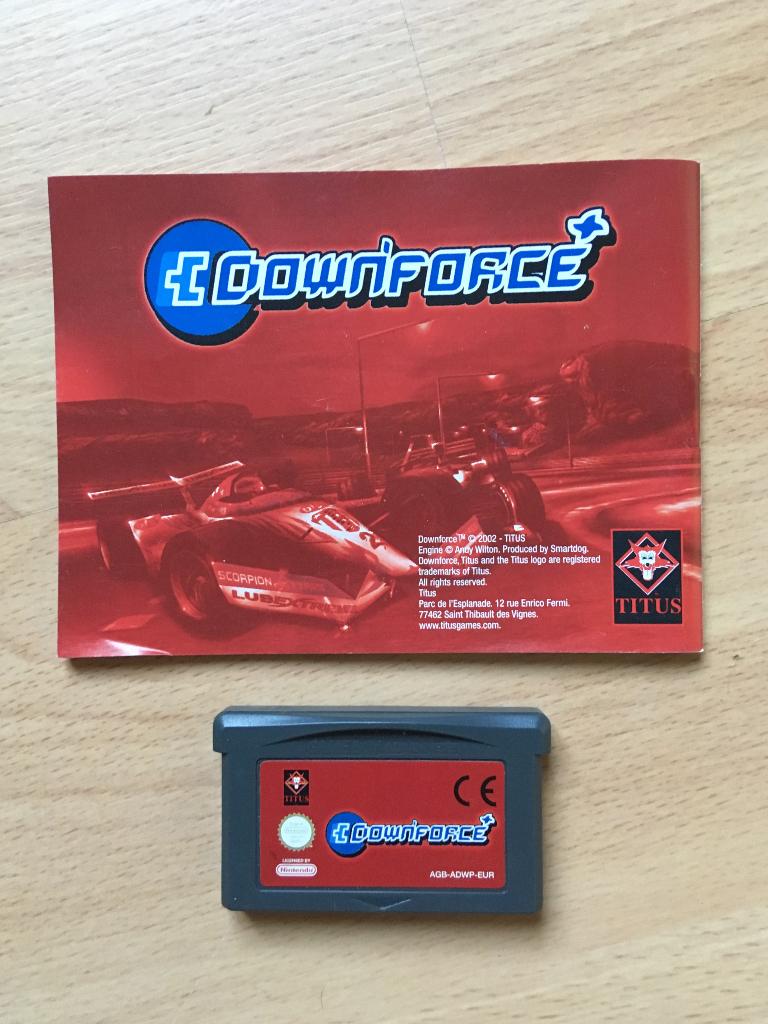 DOWNFORCE
SCORPION
LUBEXTREME
Downforce™ © 2002 - TITUS
Engine © Andy Wilton. Produced by Smartdog.
Downforce, Titus and the Titus logo are registered
trademarks of Titus.
All rights reserved.
Titus
Parc de l'Esplanade. 12 rue Enrico Fermi.
77462 Saint Thibault des Vignes.
www.titusgames.com.
TITUS
TITUS
CE
DOWNFORCE
LICENSED BY
Nintendo
AGB-ADWP-EUR